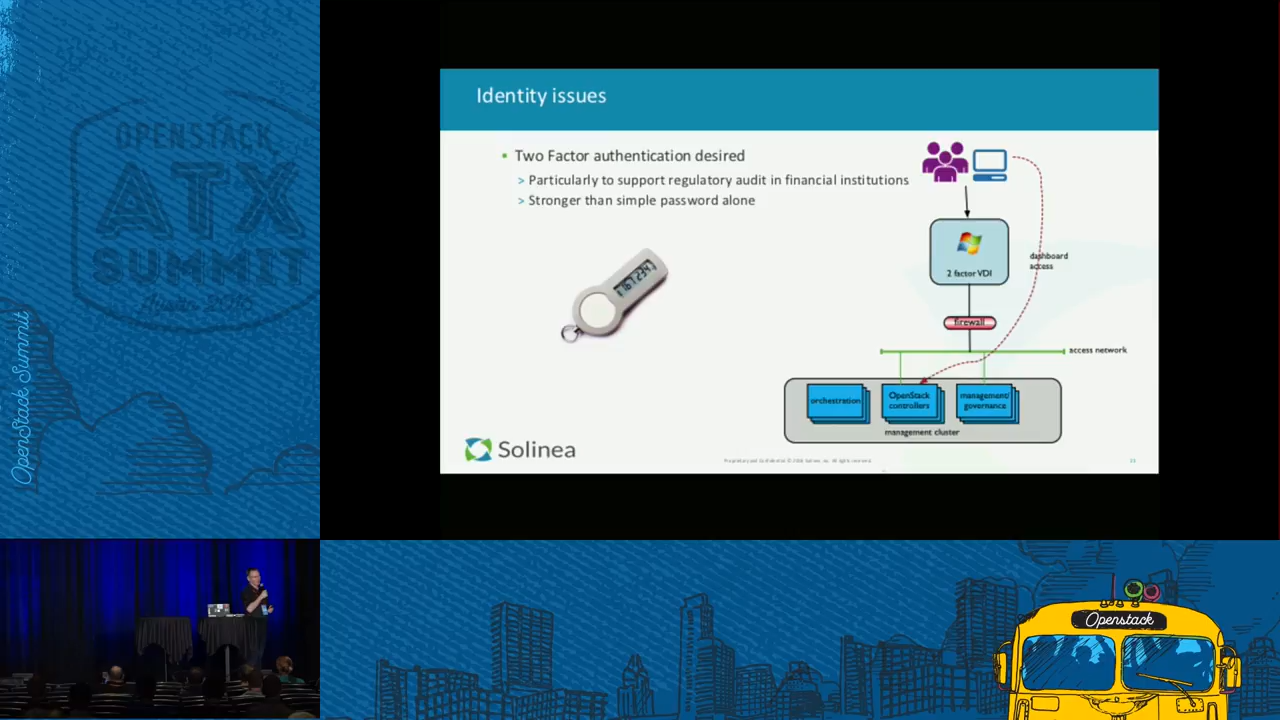 OPENSTACK
ATX
SUMMIT
OpenStack Summit
Identity issues
Two Factor authentication desired
> Particularly to support regulatory audit in financial institutions
> Stronger than simple password alone
2 factor VDI
dashboard
access
firewall
access network
orchestration
OpenStack
controllers
management/
governance
management cluster
Solinea
Openstack